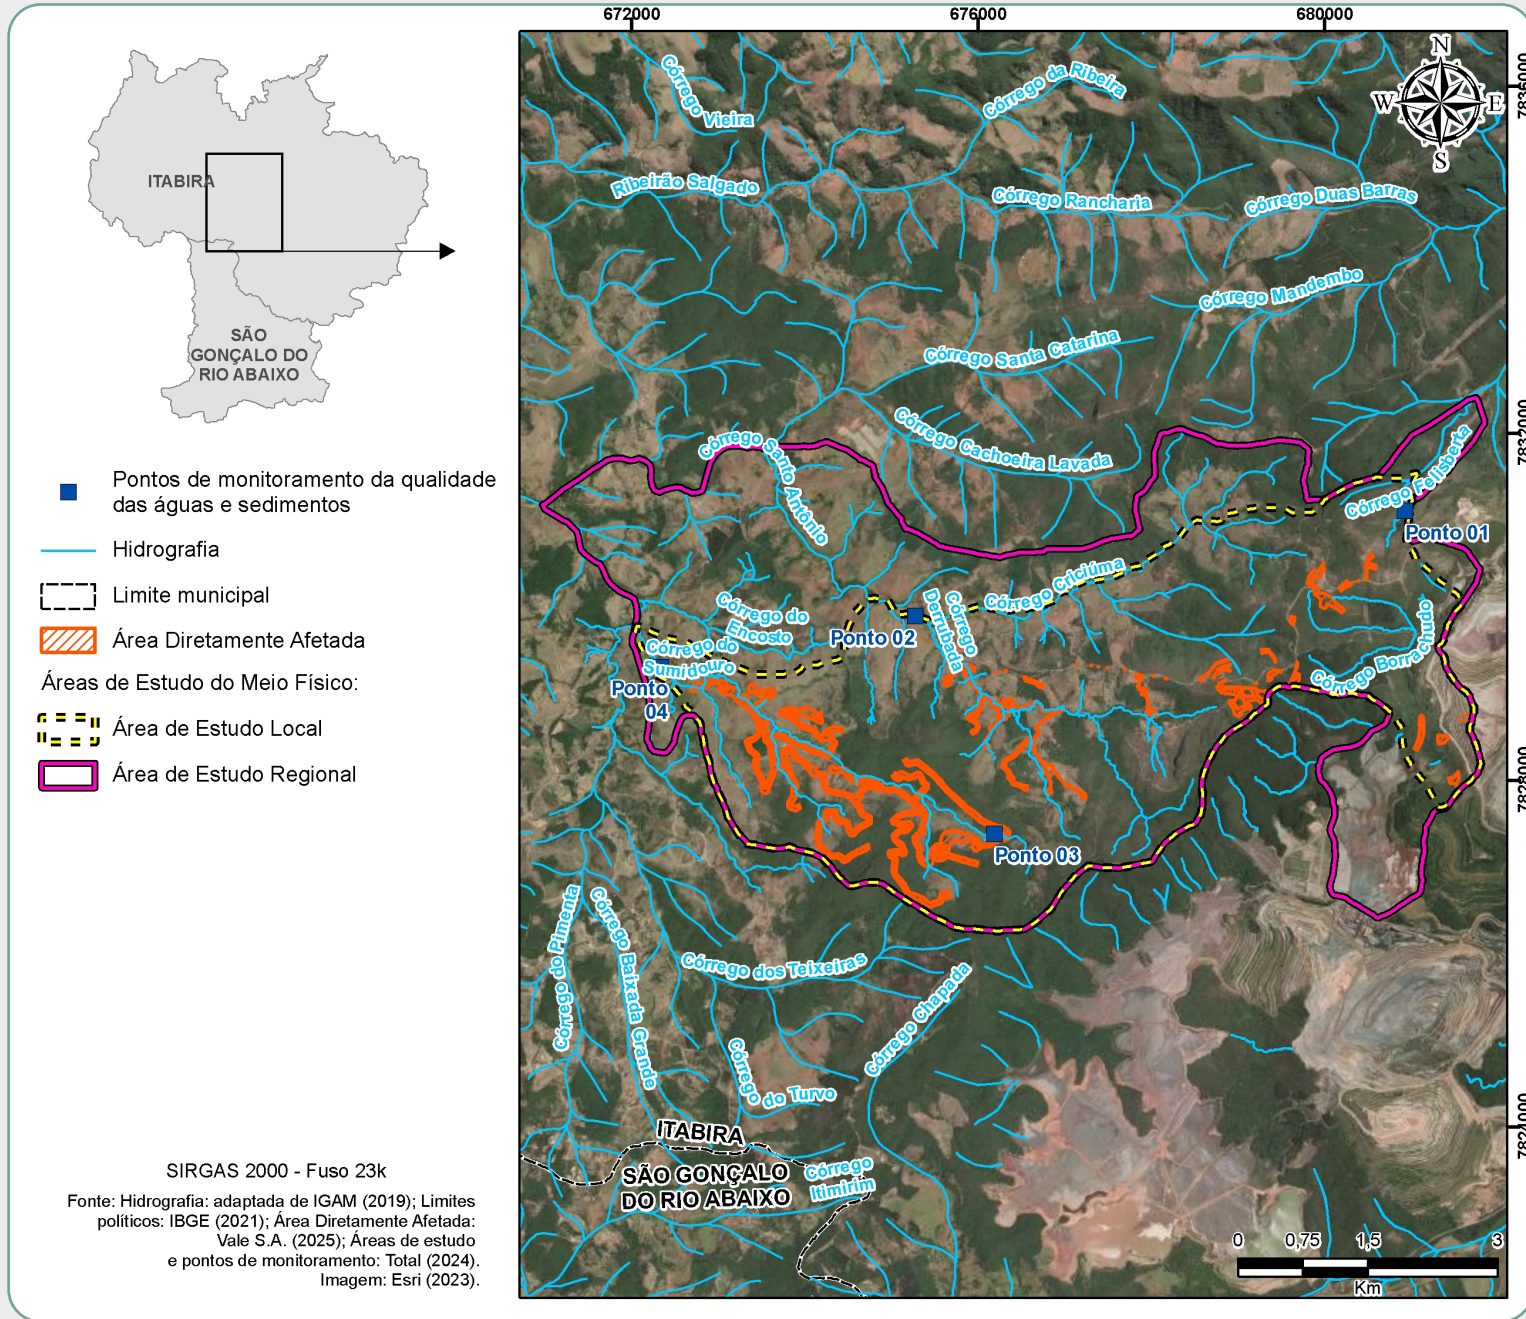 672000
676000
680000
7836000
7832000
7828000
7824000
N
W
E
S
ITABIRA
SÃO
GONÇALO DO
RIO ABAIXO
Pontos de monitoramento da qualidade
das águas e sedimentos
Hidrografia
Limite municipal
Área Diretamente Afetada
Áreas de Estudo do Meio Físico:
Área de Estudo Local
Área de Estudo Regional
SIRGAS 2000 - Fuso 23k
Fonte: Hidrografia: adaptada de IGAM (2019); Limites
políticos: IBGE (2021); Área Diretamente Afetada:
Vale S.A. (2025); Áreas de estudo
e pontos de monitoramento: Total (2024).
Imagem: Esri (2023).
Córrego Vieira
Córrego da Ribeira
Ribeirão Salgado
Córrego Rancharia
Córrego Duas Barras
Córrego Mandembo
Córrego Santa Catarina
Córrego Cachoeira Lavada
Córrego Santo Antônio
Córrego Felisberta
Ponto 01
Córrego Criciúma
Córrego
Derrubada
Córrego do
Encosto
Ponto 02
Córrego do
Sumidouro
Ponto
04
Córrego Borrachudo
Ponto 03
Córrego do Pimenta
Córrego Baixada Grande
Córrego dos Teixeiras
Córrego Chapada
Córrego
do Turvo
ITABIRA
SÃO GONÇALO
DO RIO ABAIXO
Córrego
Itimirim
0 0,75 1,5 3
Km